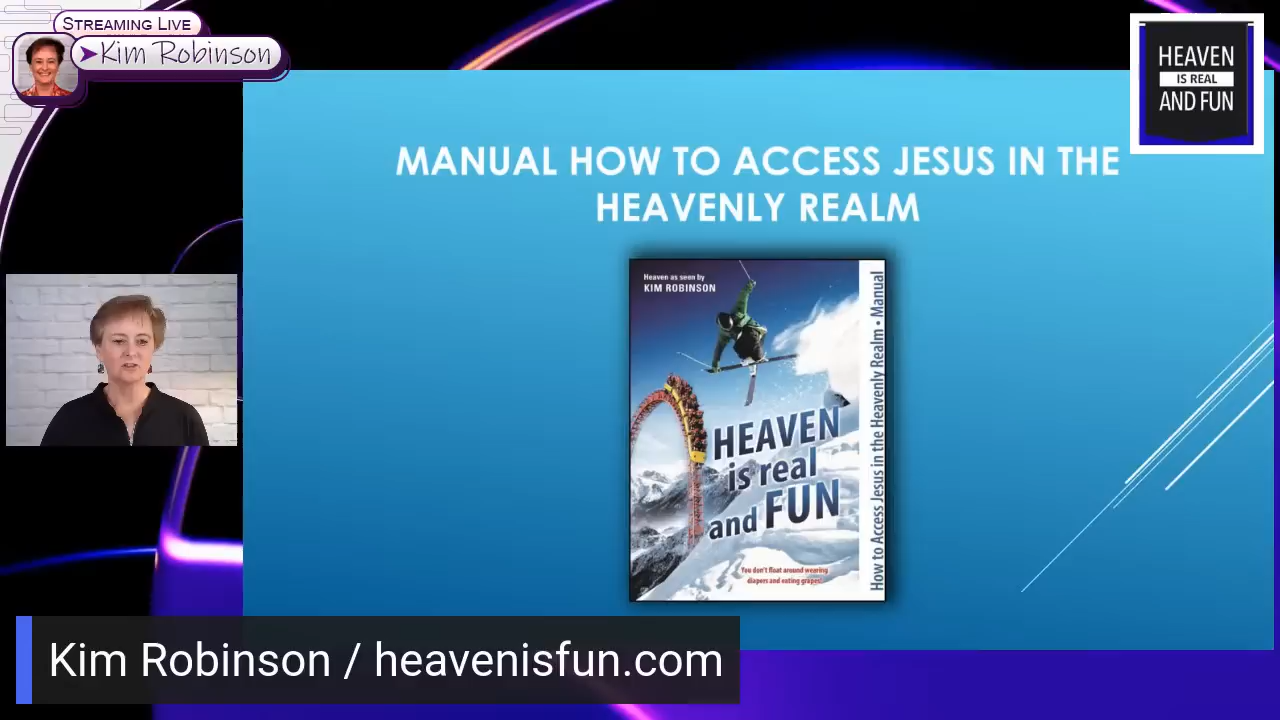 STREAMING LIVE
➤Kim Robinson
HEAVEN
IS REAL
AND FUN
MANUAL HOW TO ACCESS JESUS IN THE
HEAVENLY REALM
Heaven as seen by
KIM ROBINSON
HEAVEN
is real
and FUN
You don't float around wearing
diapers and eating grapes.
How to Access Jesus in the Heavenly Realm • Manual
Kim Robinson / heavenisfun.com